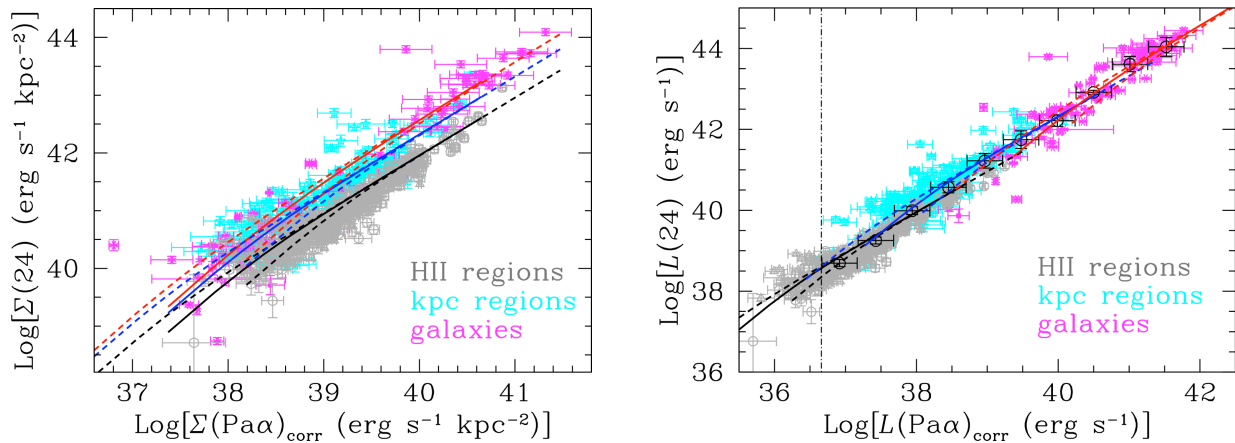 Log[Σ(24) (erg s⁻¹ kpc⁻²)]
44
42
40
HII regions
kpc regions
galaxies
37 38 39 40 41
Log[Σ(Paα)corr (erg s⁻¹ kpc⁻²)]
Log[L(24) (erg s⁻¹)]
44
42
40
38
36
HII regions
kpc regions
galaxies
36 38 40 42
Log[L(Paα)corr (erg s⁻¹)]